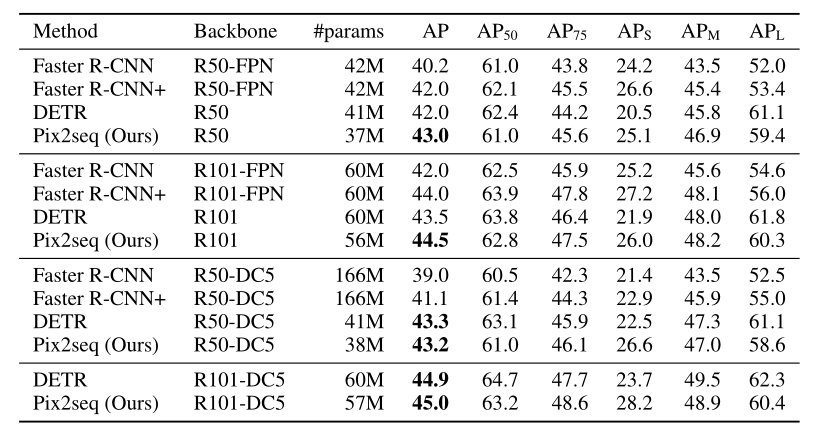 Method Backbone #params AP AP50 AP75 APS APM APL
Faster R-CNN R50-FPN 42M 40.2 61.0 43.8 24.2 43.5 52.0
Faster R-CNN+ R50-FPN 42M 42.0 62.1 45.5 26.6 45.4 53.4
DETR R50 41M 42.0 62.4 44.2 20.5 45.8 61.1
Pix2seq (Ours) R50 37M 43.0 61.0 45.6 25.1 46.9 59.4
Faster R-CNN R101-FPN 60M 42.0 62.5 45.9 25.2 45.6 54.6
Faster R-CNN+ R101-FPN 60M 44.0 63.9 47.8 27.2 48.1 56.0
DETR R101 60M 43.5 63.8 46.4 21.9 48.0 61.8
Pix2seq (Ours) R101 56M 44.5 62.8 47.5 26.0 48.2 60.3
Faster R-CNN R50-DC5 166M 39.0 60.5 42.3 21.4 43.5 52.5
Faster R-CNN+ R50-DC5 166M 41.1 61.4 44.3 22.9 45.9 55.0
DETR R50-DC5 41M 43.3 63.1 45.9 22.5 47.3 61.1
Pix2seq (Ours) R50-DC5 38M 43.2 61.0 46.1 26.6 47.0 58.6
DETR R101-DC5 60M 44.9 64.7 47.7 23.7 49.5 62.3
Pix2seq (Ours) R101-DC5 57M 45.0 63.2 48.6 28.2 48.9 60.4